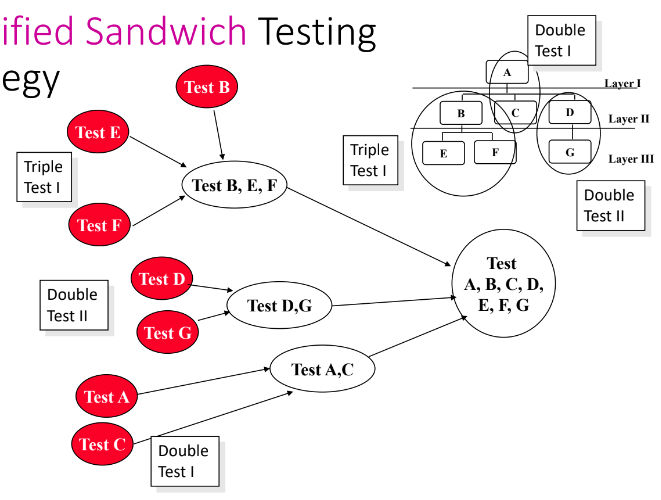 ified Sandwich Testing
egy
Double
Test I
A
Layer I
B
C
D
Layer II
E
F
G
Layer III
Triple
Test I
Double
Test II
Test B
Test E
Triple
Test I
Test B, E, F
Test F
Test D
Double
Test II
Test D,G
Test G
Test
A, B, C, D,
E, F, G
Test A,C
Test A
Test C
Double
Test I